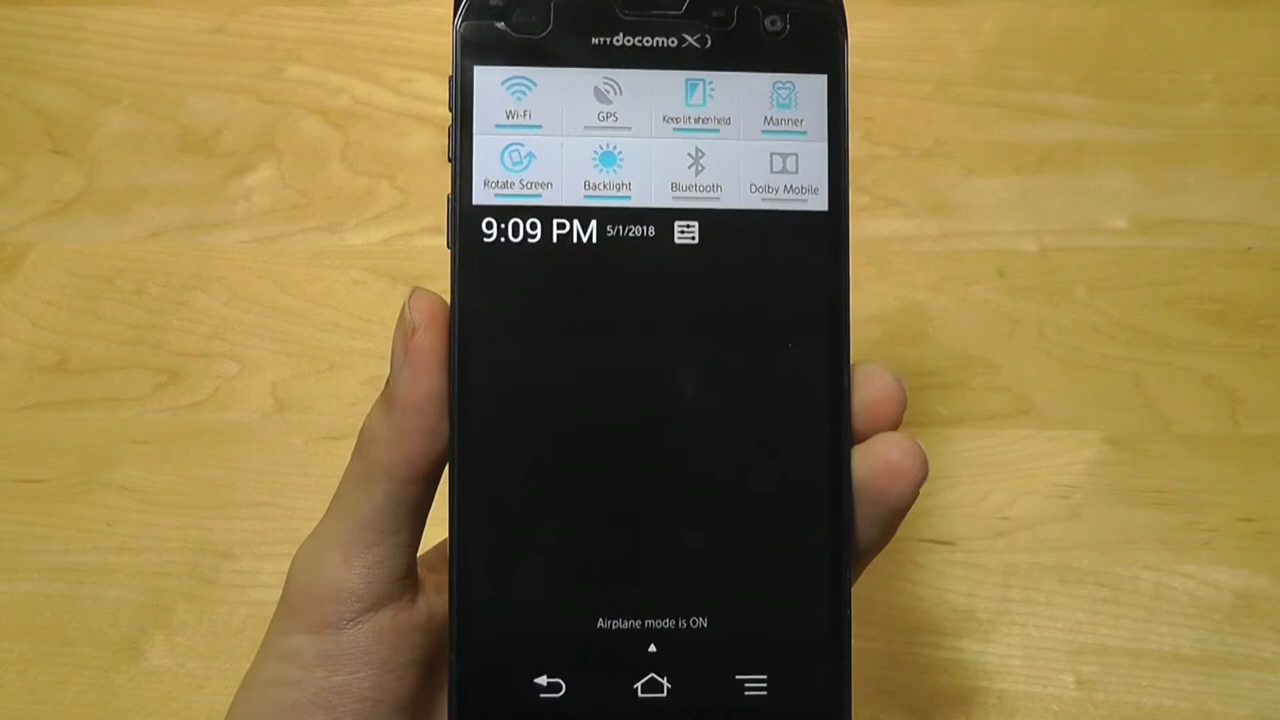 NTT docomo Xi
Wi-Fi GPS Keep lit when held Manner
Rotate Screen Backlight Bluetooth Dolby Mobile
9:09 PM 5/1/2018
Airplane mode is ON